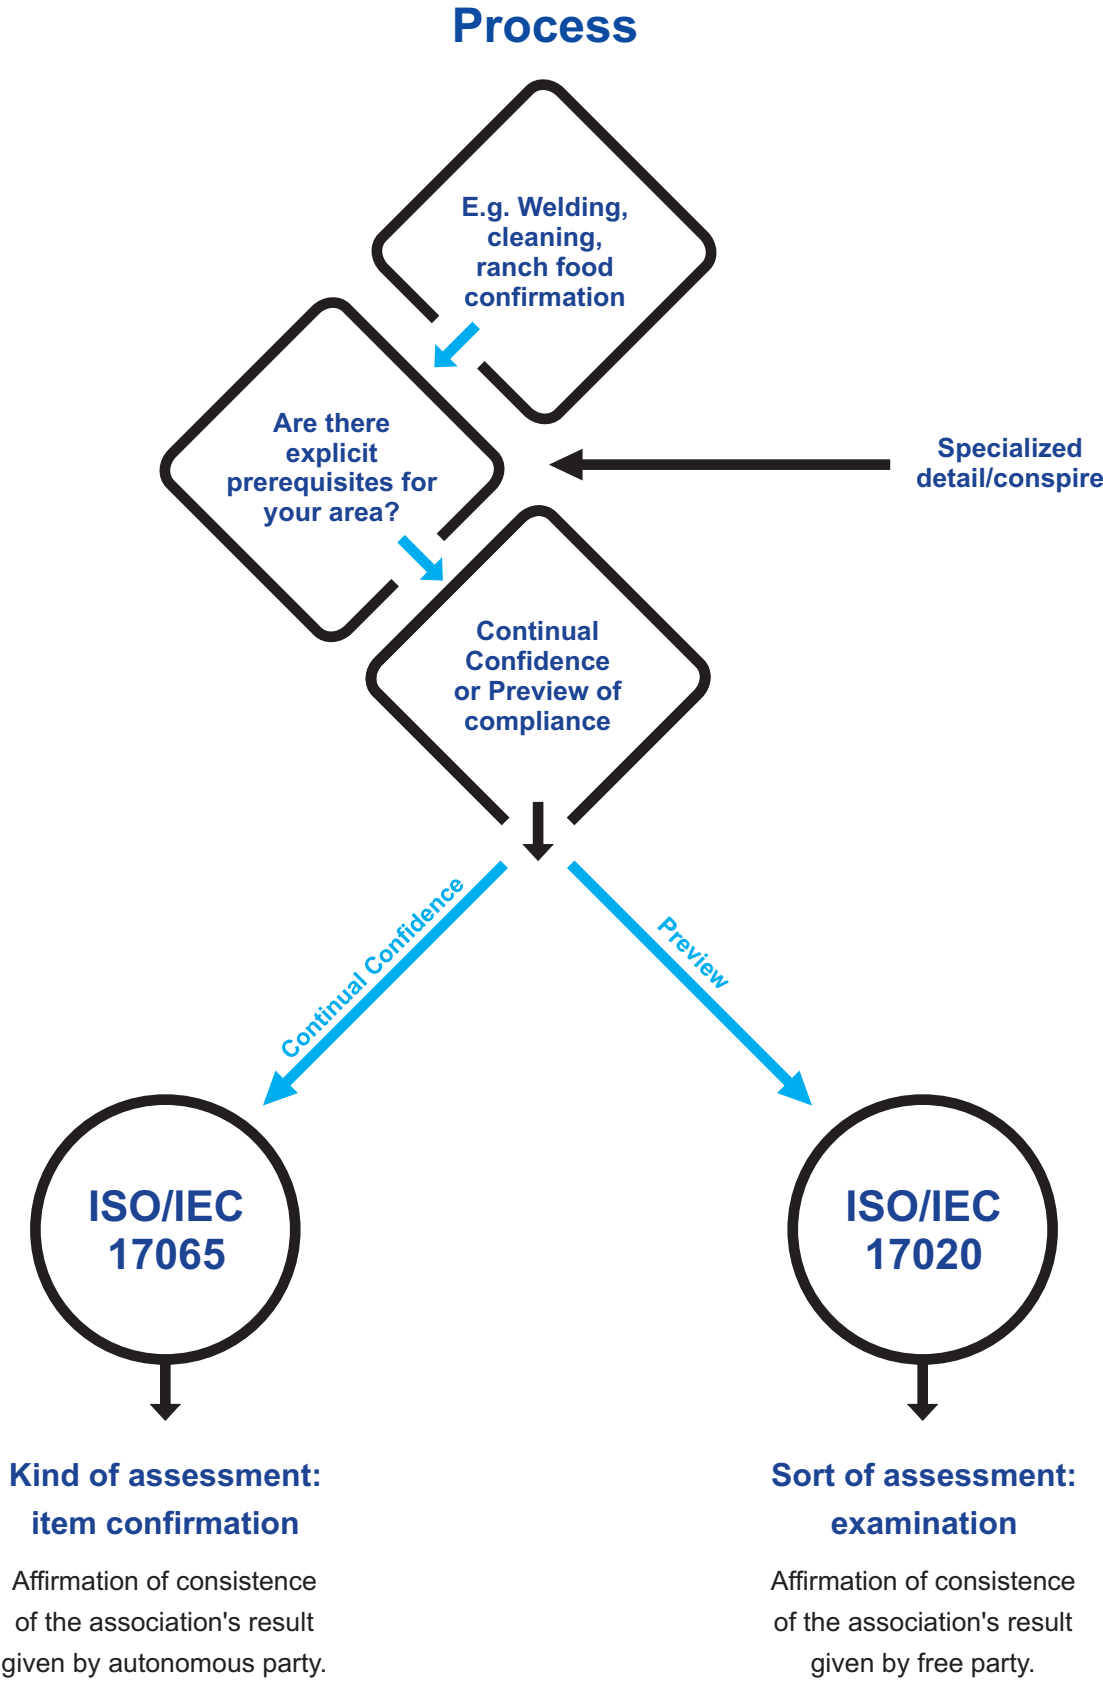 Process
E.g. Welding,
cleaning,
ranch food
confirmation
Are there
explicit
prerequisites for
your area?
Specialized
detail/conspire
Continual
Confidence
or Preview of
compliance
Continual Confidence
Preview
ISO/IEC
17065
ISO/IEC
17020
Kind of assessment:
item confirmation
Affirmation of consistence
of the association's result
given by autonomous party.
Sort of assessment:
examination
Affirmation of consistence
of the association's result
given by free party.